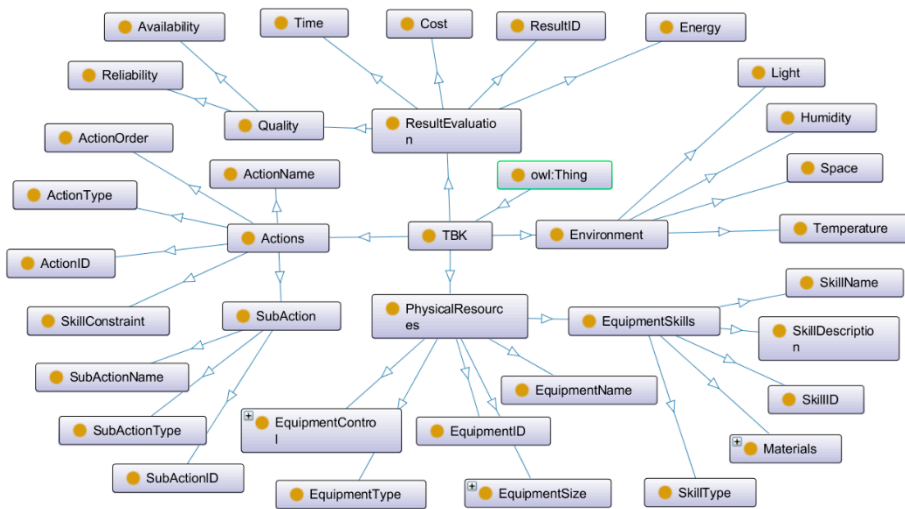 Availability
Time
Cost
ResultID
Energy
Reliability
Light
Quality
ResultEvaluatio
n
Humidity
ActionOrder
ActionName
owl:Thing
Space
ActionType
Actions
TBK
Environment
Temperature
ActionID
SkillName
SkillConstraint
SubAction
PhysicalResourc
es
EquipmentSkills
SkillDescriptio
n
SubActionName
EquipmentName
SkillID
SubActionType
EquipmentContro
l
EquipmentID
Materials
SubActionID
EquipmentType
EquipmentSize
SkillType